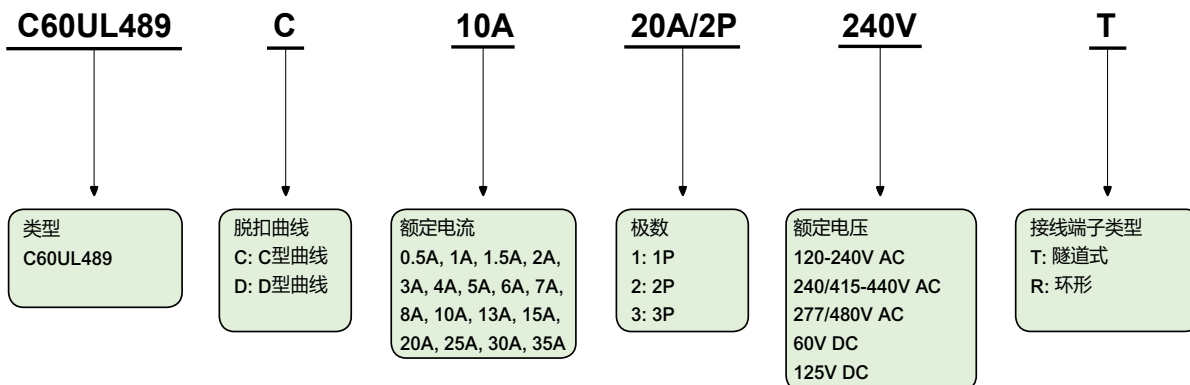 C60UL489 C 10A 20A/2P 240V T
类型
C60UL489
脱扣曲线
C: C型曲线
D: D型曲线
额定电流
0.5A, 1A, 1.5A, 2A,
3A, 4A, 5A, 6A, 7A,
8A, 10A, 13A, 15A,
20A, 25A, 30A, 35A
极数
1: 1P
2: 2P
3: 3P
额定电压
120-240V AC
240/415-440V AC
277/480V AC
60V DC
125V DC
接线端子类型
T: 隧道式
R: 环形